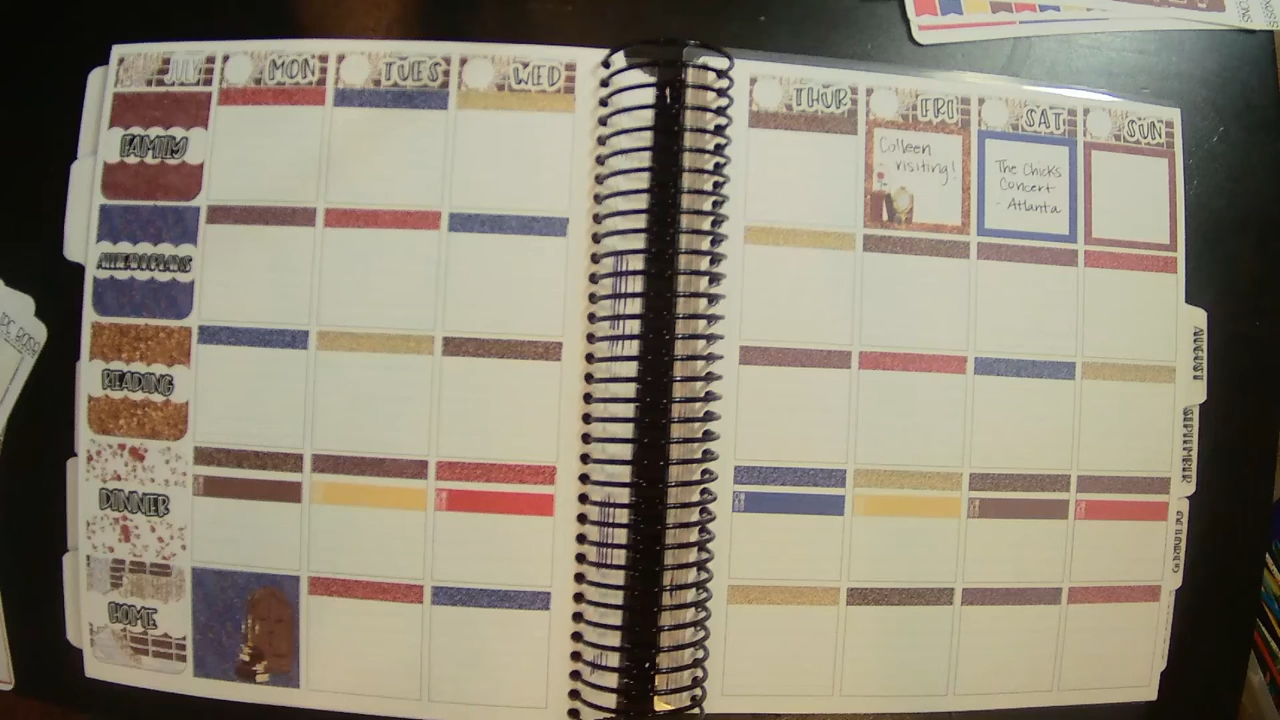 JULY
MON
TUES
WED
THUR
FRI
SAT
SUN
FAMILY
Colleen
visiting!
The Chicks
Concert
- Atlanta
READING
DINNER
HOME
AUGUST
SEPTEMBER